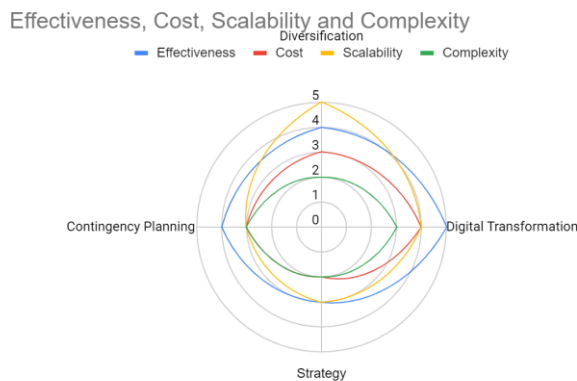 Effectiveness, Cost, Scalability and Complexity
Diversification
Effectiveness Cost Scalability Complexity
5
4
3
2
1
0
Contingency Planning Digital Transformation
Strategy